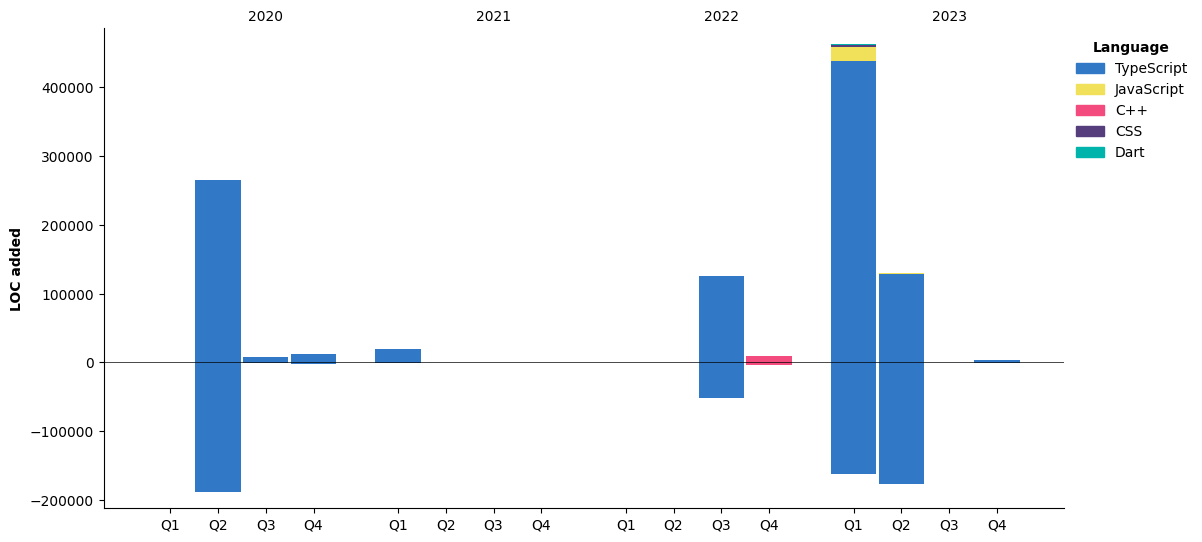 2020 2021 2022 2023
Language
TypeScript
JavaScript
C++
CSS
Dart
LOC added
400000
300000
200000
100000
0
−100000
−200000
Q1 Q2 Q3 Q4 Q1 Q2 Q3 Q4 Q1 Q2 Q3 Q4 Q1 Q2 Q3 Q4